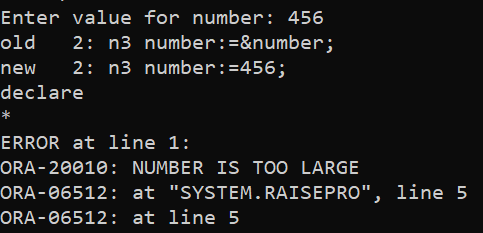 Enter value for number: 456
old   2: n3 number:=&number;
new   2: n3 number:=456;
declare
*
ERROR at line 1:
ORA-20010: NUMBER IS TOO LARGE
ORA-06512: at "SYSTEM.RAISEPRO", line 5
ORA-06512: at line 5